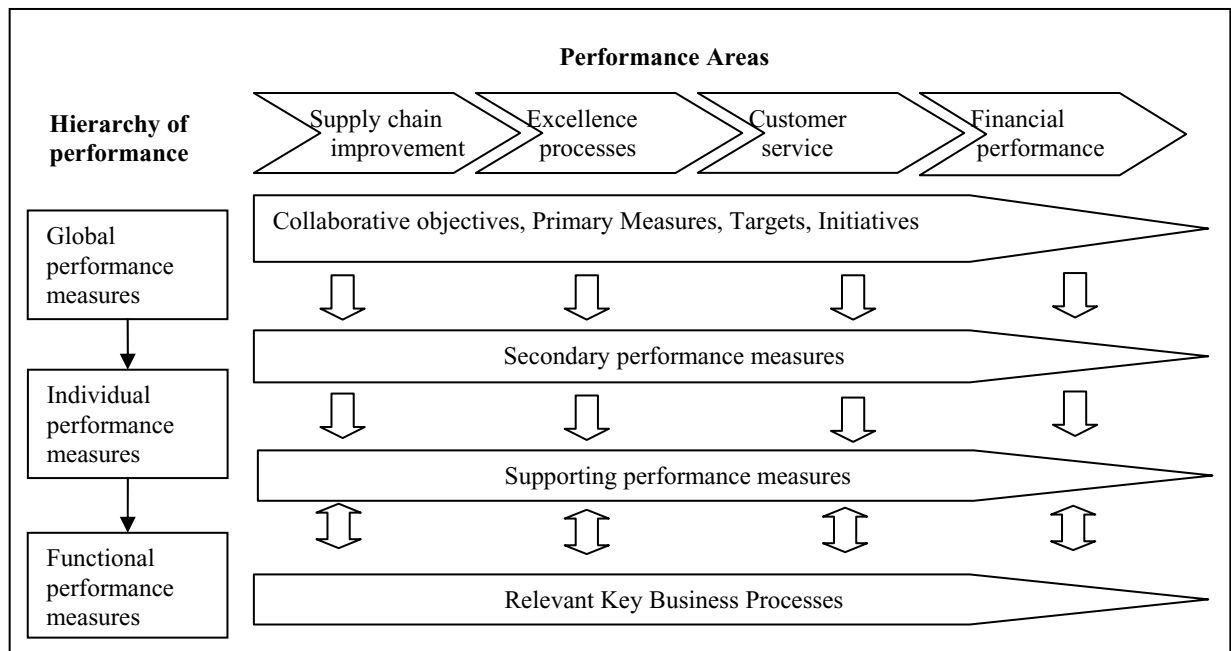 Performance Areas
Hierarchy of
performance
Supply chain
improvement
Excellence
processes
Customer
service
Financial
performance
Global
performance
measures
Collaborative objectives, Primary Measures, Targets, Initiatives
Secondary performance measures
Individual
performance
measures
Supporting performance measures
Functional
performance
measures
Relevant Key Business Processes